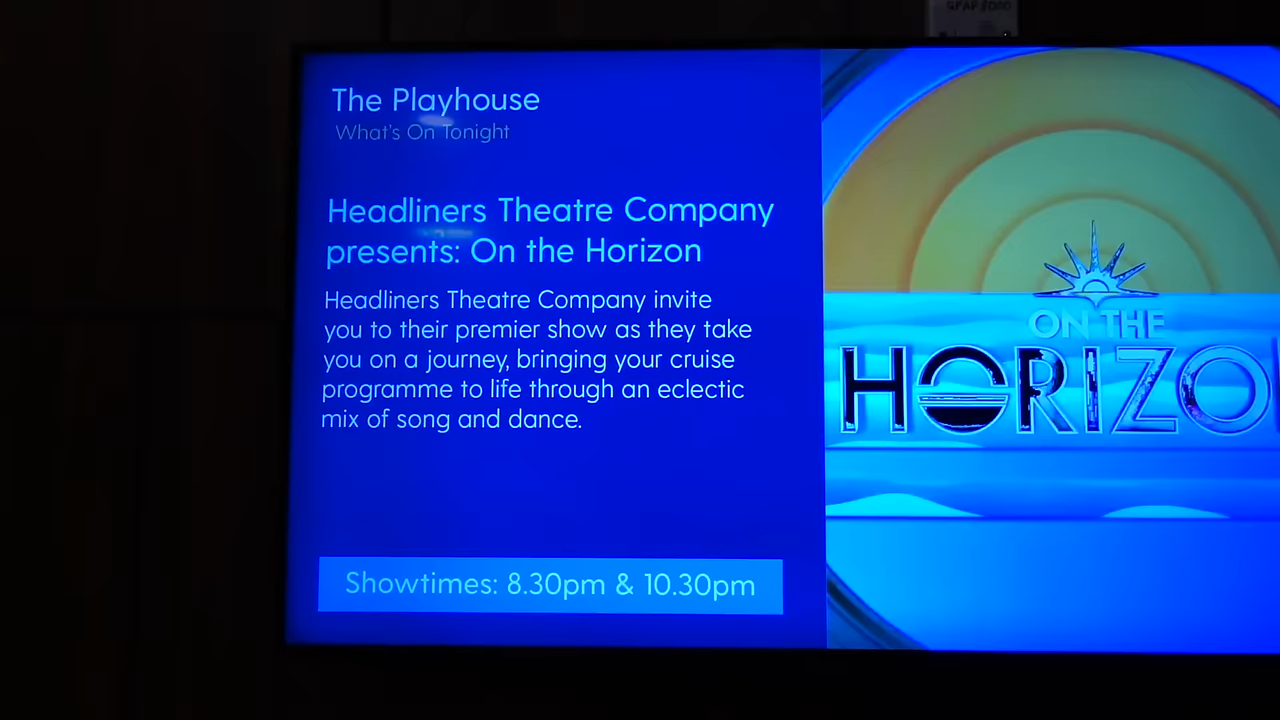 The Playhouse
What's On Tonight
Headliners Theatre Company
presents: On the Horizon
Headliners Theatre Company invite
you to their premier show as they take
you on a journey, bringing your cruise
programme to life through an eclectic
mix of song and dance.
Showtimes: 8.30pm & 10.30pm
ON THE
HORIZO